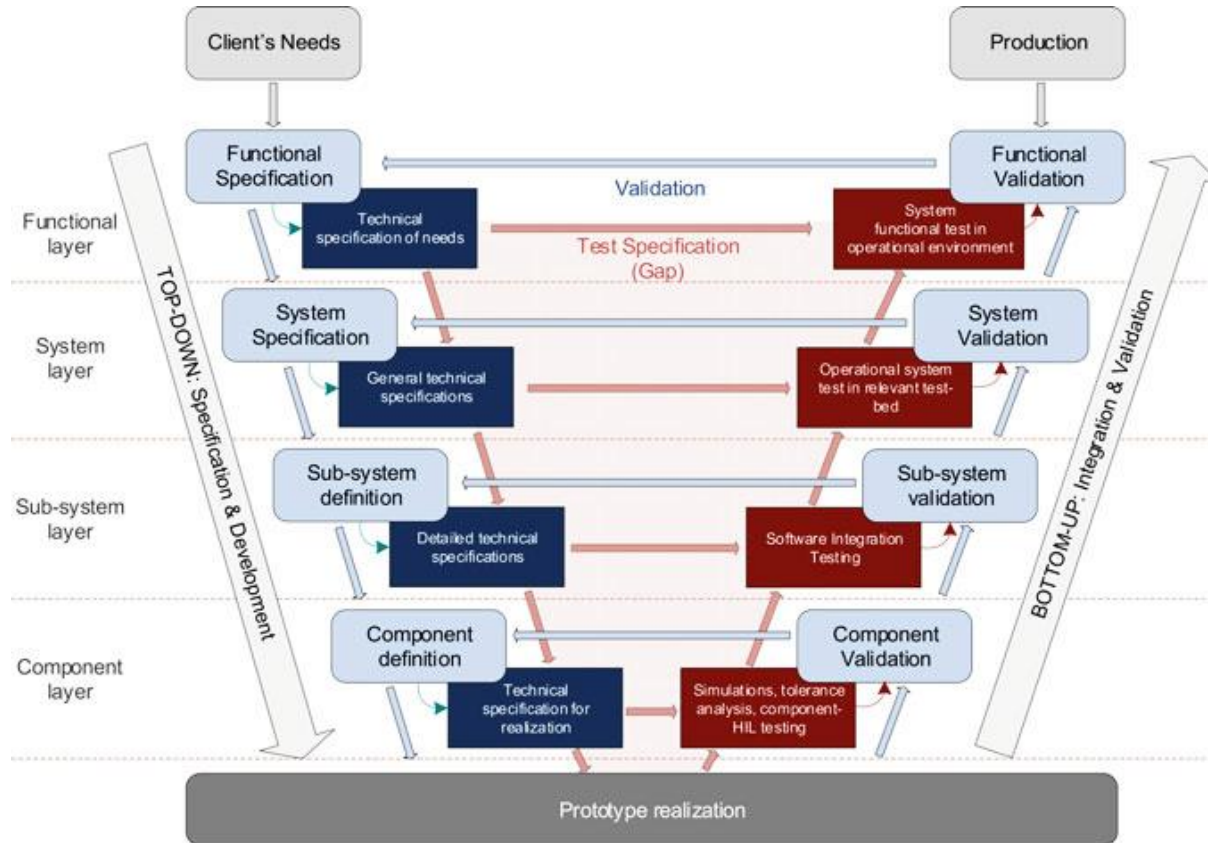 Client's Needs
Production
Functional
Specification
Functional
Validation
Validation
Functional
layer
Technical
specification of needs
Test Specification
(Gap)
System
functional test in
operational environment
TOP-DOWN: Specification & Development
BOTTOM-UP: Integration & Validation
System
layer
System
Specification
System
Validation
General technical
specifications
Operational system
test in relevant test-
bed
Sub-system
layer
Sub-system
definition
Sub-system
validation
Detailed technical
specifications
Software Integration
Testing
Component
layer
Component
definition
Component
Validation
Technical
specification for
realization
Simulations, tolerance
analysis, component-
HIL testing
Prototype realization